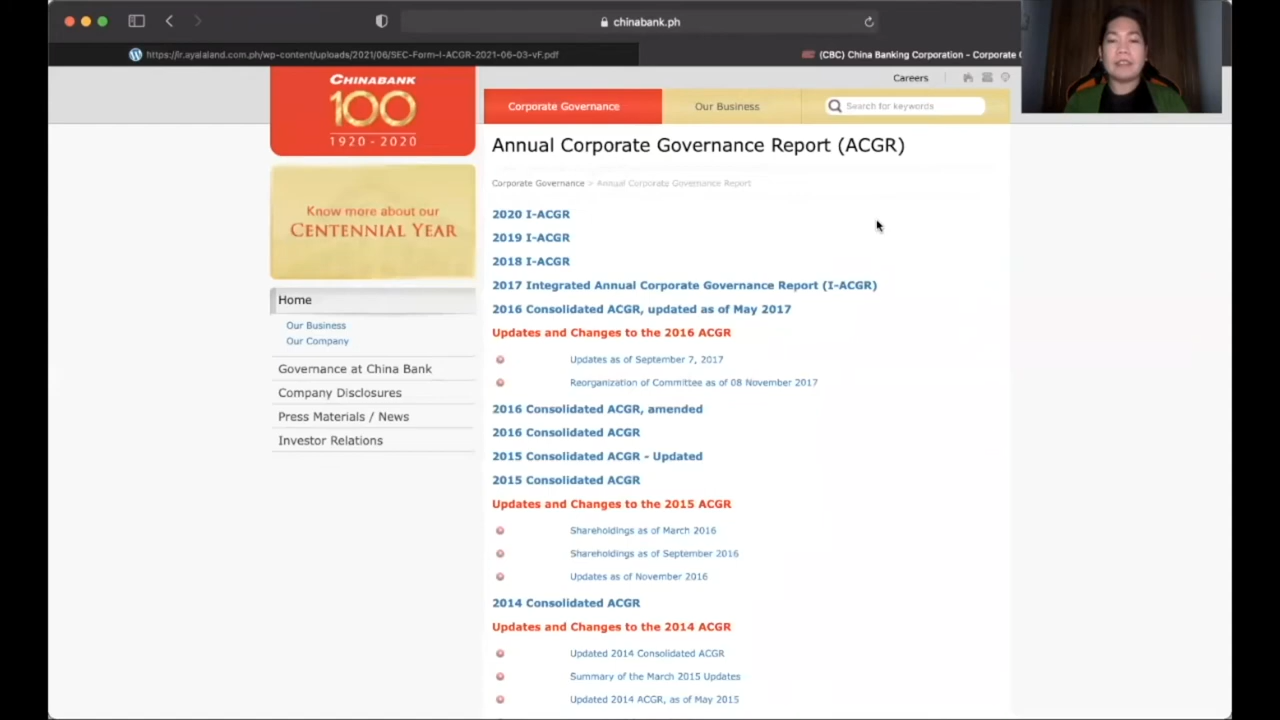 chinabank.ph
https://ir.ayalaland.com.ph/wp-content/uploads/2021/06/SEC-Form-I-ACGR-2021-06-03-vF.pdf
(CBC) China Banking Corporation - Corporate
CHINABANK
100
1920 - 2020
Careers
Corporate Governance
Our Business
Search for keywords
Annual Corporate Governance Report (ACGR)
Corporate Governance > Annual Corporate Governance Report
Know more about our
CENTENNIAL YEAR
Home
Our Business
Our Company
Governance at China Bank
Company Disclosures
Press Materials / News
Investor Relations
2020 I-ACGR
2019 I-ACGR
2018 I-ACGR
2017 Integrated Annual Corporate Governance Report (I-ACGR)
2016 Consolidated ACGR, updated as of May 2017
Updates and Changes to the 2016 ACGR
Updates as of September 7, 2017
Reorganization of Committee as of 08 November 2017
2016 Consolidated ACGR, amended
2016 Consolidated ACGR
2015 Consolidated ACGR - Updated
2015 Consolidated ACGR
Updates and Changes to the 2015 ACGR
Shareholdings as of March 2016
Shareholdings as of September 2016
Updates as of November 2016
2014 Consolidated ACGR
Updates and Changes to the 2014 ACGR
Updated 2014 Consolidated ACGR
Summary of the March 2015 Updates
Updated 2014 ACGR, as of May 2015